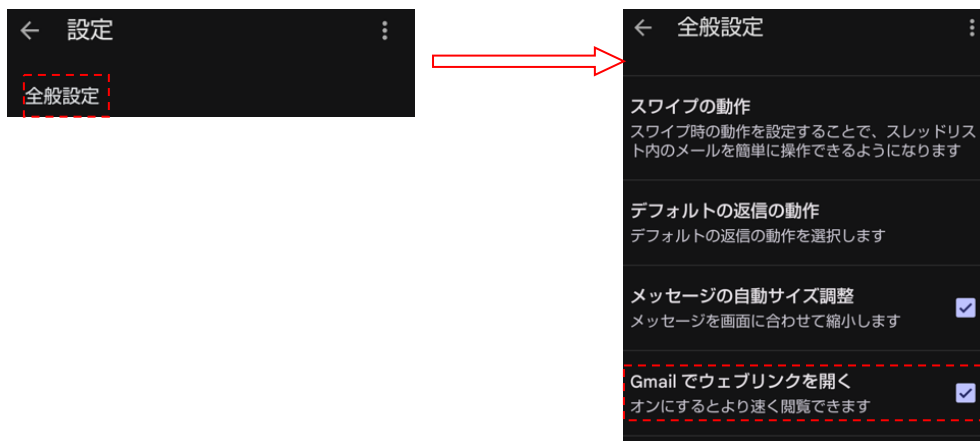 設定
全般設定
全般設定
スワイプの動作
スワイプ時の動作を設定することで、スレッドリス
ト内のメールを簡単に操作できるようになります
デフォルトの返信の動作
デフォルトの返信の動作を選択します
メッセージの自動サイズ調整
メッセージを画面に合わせて縮小します
Gmail でウェブリンクを開く
オンにするとより速く閲覧できます